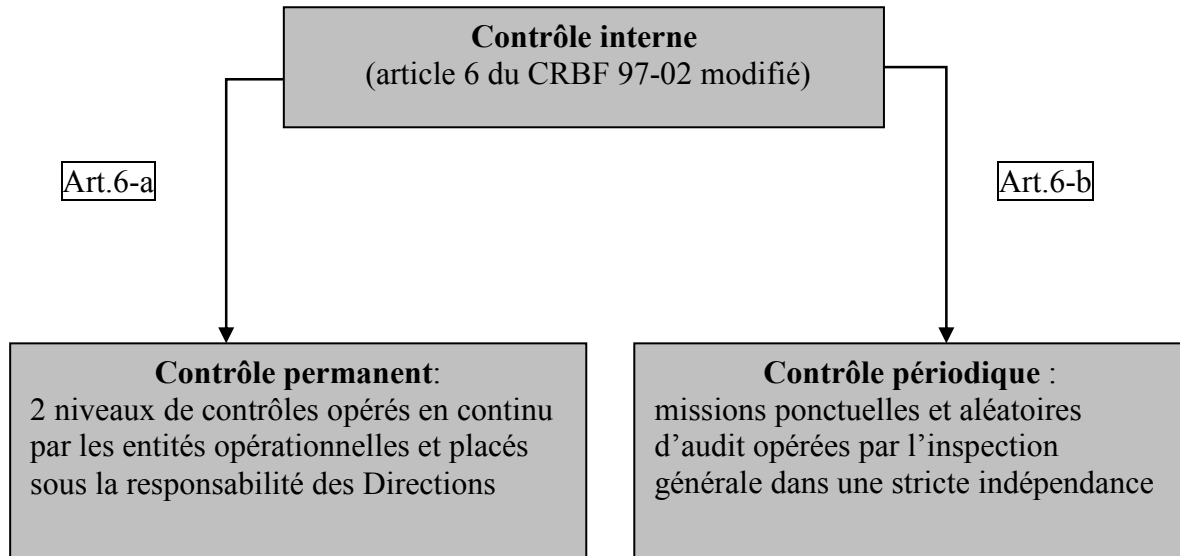 Contrôle interne
(article 6 du CRBF 97-02 modifié)
Art.6-a
Art.6-b
Contrôle permanent:
2 niveaux de contrôles opérés en continu
par les entités opérationnelles et placés
sous la responsabilité des Directions
Contrôle périodique :
missions ponctuelles et aléatoires
d’audit opérées par l’inspection
générale dans une stricte indépendance